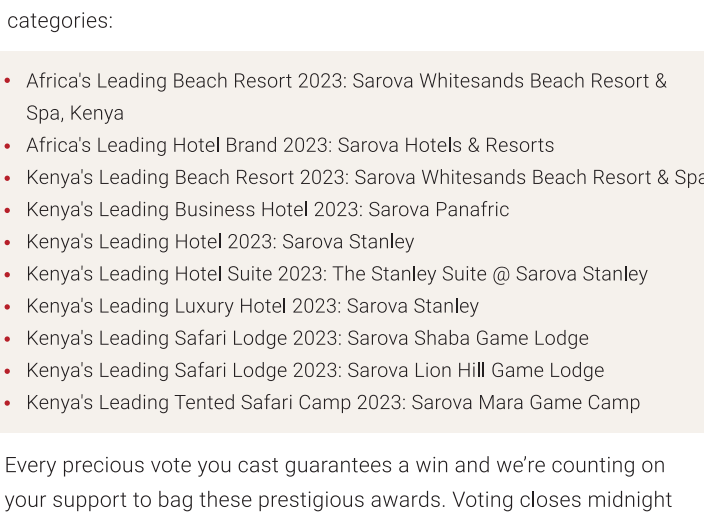 categories:
• Africa's Leading Beach Resort 2023: Sarova Whitesands Beach Resort &
Spa, Kenya
• Africa's Leading Hotel Brand 2023: Sarova Hotels & Resorts
• Kenya's Leading Beach Resort 2023: Sarova Whitesands Beach Resort & Spa
• Kenya's Leading Business Hotel 2023: Sarova Panafric
• Kenya's Leading Hotel 2023: Sarova Stanley
• Kenya's Leading Hotel Suite 2023: The Stanley Suite @ Sarova Stanley
• Kenya's Leading Luxury Hotel 2023: Sarova Stanley
• Kenya's Leading Safari Lodge 2023: Sarova Shaba Game Lodge
• Kenya's Leading Safari Lodge 2023: Sarova Lion Hill Game Lodge
• Kenya's Leading Tented Safari Camp 2023: Sarova Mara Game Camp
Every precious vote you cast guarantees a win and we’re counting on
your support to bag these prestigious awards. Voting closes midnight